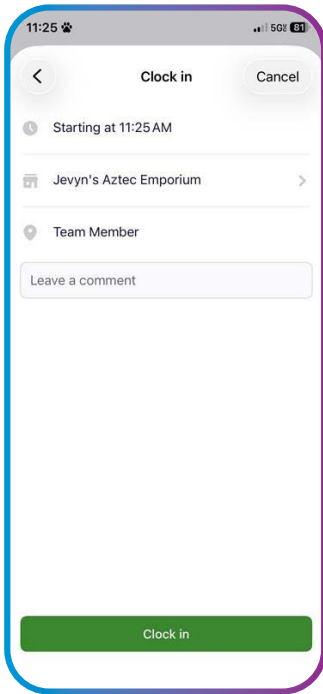 11:25 5G 81
Clock in Cancel
Starting at 11:25 AM
Jevyn's Aztec Emporium
Team Member
Leave a comment
Clock in